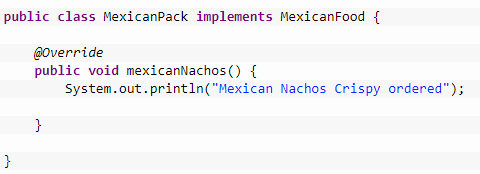 public class MexicanPack implements MexicanFood {
@Override
public void mexicanNachos() {
System.out.println("Mexican Nachos Crispy ordered");
}
}